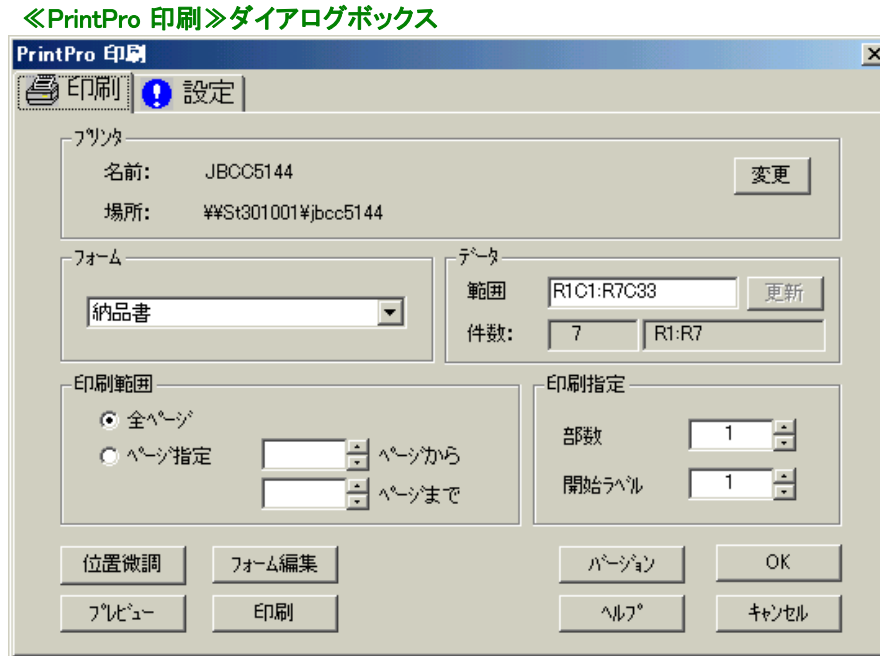 ≪PrintPro 印刷≫ダイアログボックス
PrintPro 印刷
印刷 設定
ﾌﾟﾘﾝﾀ
名前: JBCC5144 変更
場所: ¥¥St301001¥jbcc5144
ﾌｫｰﾑ ﾃﾞｰﾀ
納品書 範囲 R1C1:R7C33 更新
件数: 7 R1:R7
印刷範囲 印刷指定
全ﾍﾟｰｼﾞ 部数 1
ﾍﾟｰｼﾞ指定 ﾍﾟｰｼﾞから
ﾍﾟｰｼﾞまで 開始ﾗﾍﾞﾙ 1
位置微調 ﾌｫｰﾑ編集 ﾊﾞｰｼﾞｮﾝ OK
ﾌﾟﾚﾋﾞｭｰ 印刷 ﾍﾙﾌﾟ ｷｬﾝｾﾙ